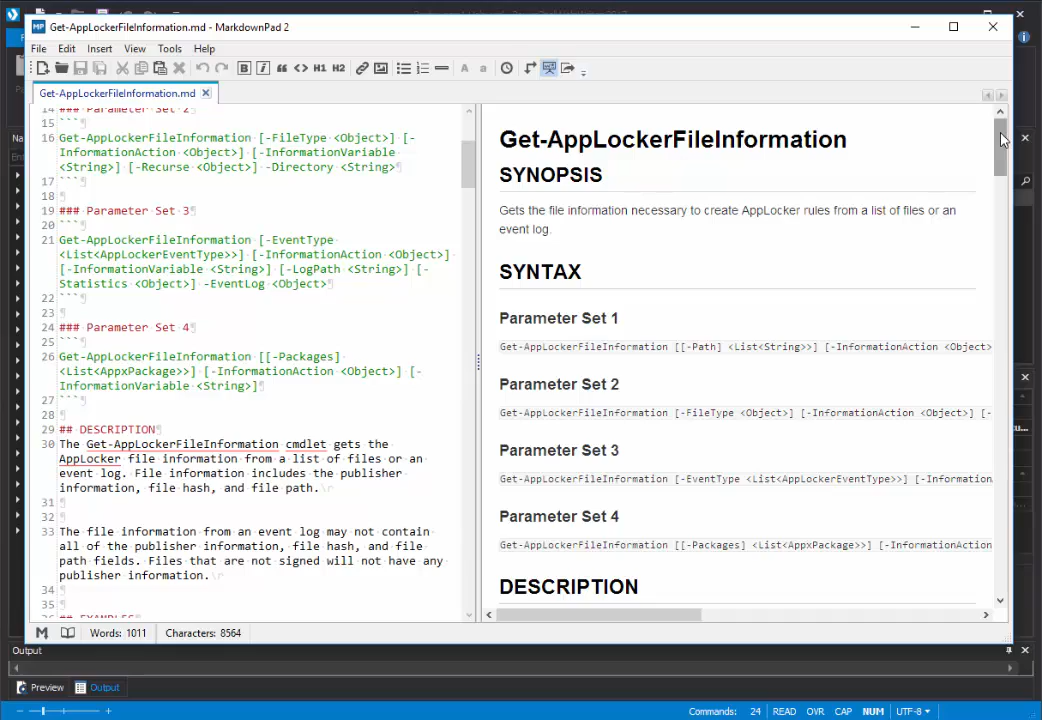 Get-AppLockerFileInformation.md - MarkdownPad 2
File Edit Insert View Tools Help
B I H1 H2 A a
Get-AppLockerFileInformation.md
14 ### Parameter Set 2
15 ```
16 Get-AppLockerFileInformation [-FileType <Object>] [-
InformationAction <Object>] [-InformationVariable
<String>] [-Recurse <Object>] -Directory <String>
17 ```
18
19 ### Parameter Set 3
20 ```
21 Get-AppLockerFileInformation [-EventType
<List<AppLockerEventType>>] [-InformationAction <Object>]
[-InformationVariable <String>] [-LogPath <String>] [-
Statistics <Object>] -EventLog <Object>
22 ```
23
24 ### Parameter Set 4
25 ```
26 Get-AppLockerFileInformation [[-Packages]
<List<AppxPackage>>] [-InformationAction <Object>] [-
InformationVariable <String>]
27 ```
28
29 ## DESCRIPTION
30 The Get-AppLockerFileInformation cmdlet gets the
AppLocker file information from a list of files or an
event log. File information includes the publisher
information, file hash, and file path.\r
31
32
33 The file information from an event log may not contain
all of the publisher information, file hash, and file
path fields. Files that are not signed will not have any
publisher information.\r
34
35
## EXAMPLES
Get-AppLockerFileInformation
SYNOPSIS
Gets the file information necessary to create AppLocker rules from a list of files or an
event log.
SYNTAX
Parameter Set 1
Get-AppLockerFileInformation [[-Path] <List<String>>] [-InformationAction <Object>
Parameter Set 2
Get-AppLockerFileInformation [-FileType <Object>] [-InformationAction <Object>] [-
Parameter Set 3
Get-AppLockerFileInformation [-EventType <List<AppLockerEventType>>] [-Information
Parameter Set 4
Get-AppLockerFileInformation [[-Packages] <List<AppxPackage>>] [-InformationAction
DESCRIPTION
Words: 1011 Characters: 8564
Output
Preview Output
Commands: 24 READ OVR CAP NUM UTF-8